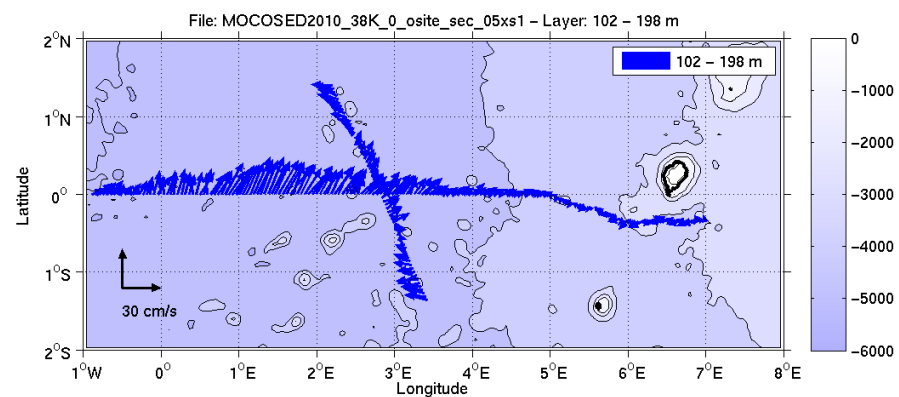 File: MOCOSED2010_38K_0_osite_sec_05xs1 – Layer: 102 – 198 m
2°N
1°N
0°
1°S
2°S
Latitude
102 – 198 m
30 cm/s
1°W
0°
1°E
2°E
3°E
4°E
5°E
6°E
7°E
8°E
Longitude
0
−1000
−2000
−3000
−4000
−5000
−6000